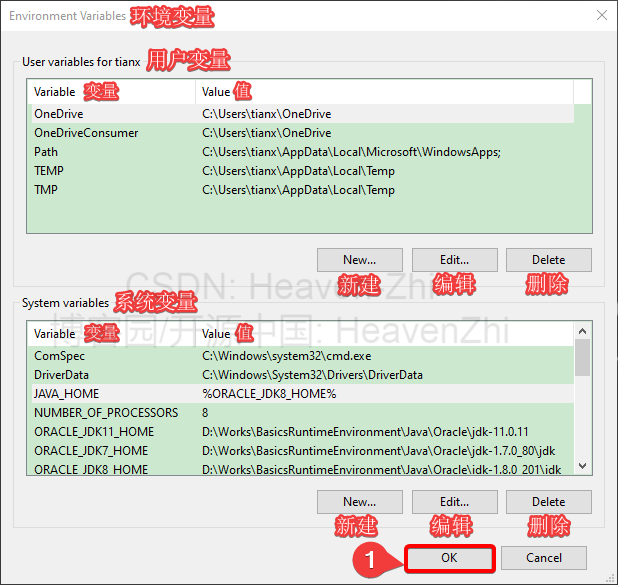 Environment Variables 环境变量
User variables for tianx 用户变量
Variable 变量 Value 值
OneDrive C:\Users\tianx\OneDrive
OneDriveConsumer C:\Users\tianx\OneDrive
Path C:\Users\tianx\AppData\Local\Microsoft\WindowsApps;
TEMP C:\Users\tianx\AppData\Local\Temp
TMP C:\Users\tianx\AppData\Local\Temp
New... Edit... Delete
新建 编辑 删除
CSDN: HeavenZhi
System variables 系统变量
博客园/开源中国: HeavenZhi
Variable 变量 Value 值
ComSpec C:\Windows\system32\cmd.exe
DriverData C:\Windows\System32\Drivers\DriverData
JAVA_HOME %ORACLE_JDK8_HOME%
NUMBER_OF_PROCESSORS 8
ORACLE_JDK11_HOME D:\Works\BasicsRuntimeEnvironment\Java\Oracle\jdk-11.0.11
ORACLE_JDK7_HOME D:\Works\BasicsRuntimeEnvironment\Java\Oracle\jdk-1.7.0_80\jdk
ORACLE_JDK8_HOME D:\Works\BasicsRuntimeEnvironment\Java\Oracle\jdk-1.8.0_201\jdk
New... Edit... Delete
新建 编辑 删除
1 OK Cancel